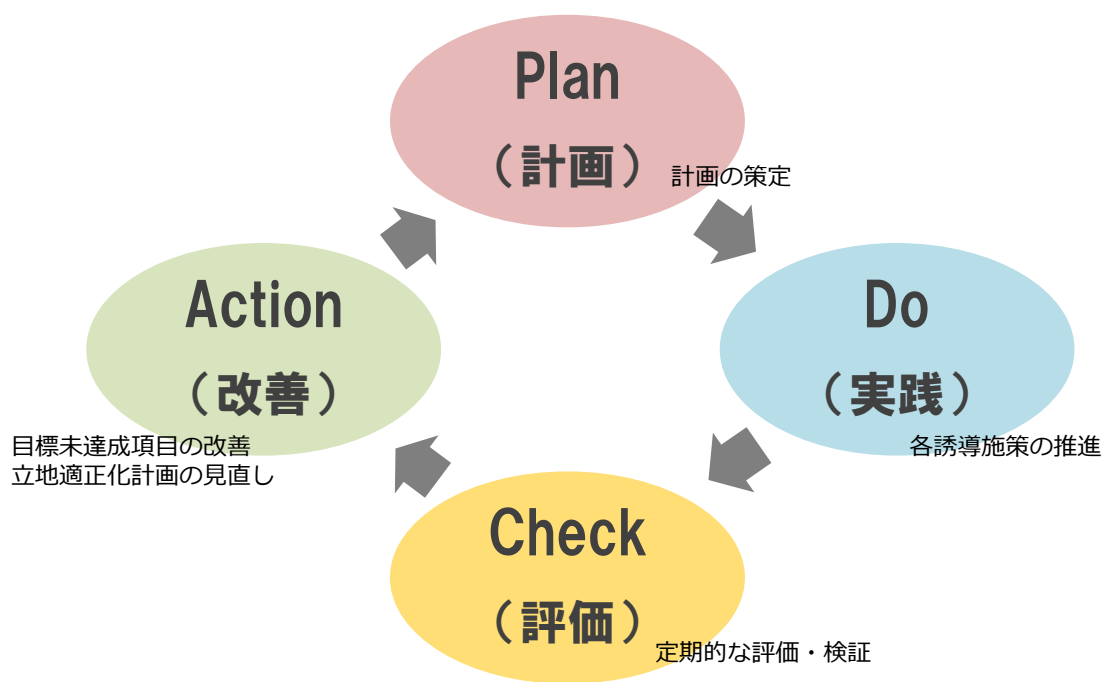 Plan
（計画）
計画の策定
Do
（実践）
各誘導施策の推進
Check
（評価）
定期的な評価・検証
Action
（改善）
目標未達成項目の改善
立地適正化計画の見直し